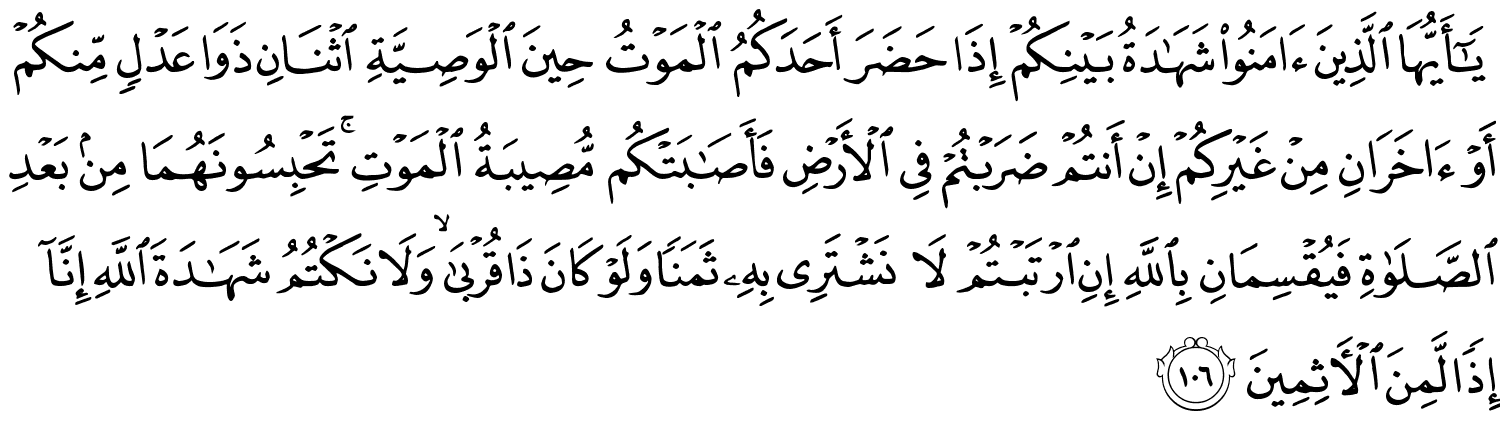 يَـٰٓأَيُّهَا ٱلَّذِينَ ءَامَنُوا۟ شَهَـٰدَةُ بَيْنِكُمْ إِذَا حَضَرَ أَحَدَكُمُ ٱلْمَوْتُ حِينَ ٱلْوَصِيَّةِ ٱثْنَانِ ذَوَا عَدْلٍ مِّنكُمْ
أَوْ ءَاخَرَانِ مِنْ غَيْرِكُمْ إِنْ أَنتُمْ ضَرَبْتُمْ فِى ٱلْأَرْضِ فَأَصَـٰبَتْكُم مُّصِيبَةُ ٱلْمَوْتِ ۚ تَحْبِسُونَهُمَا مِنۢ بَعْدِ
ٱلصَّلَوٰةِ فَيُقْسِمَانِ بِٱللَّهِ إِنِ ٱرْتَبْتُمْ لَا نَشْتَرِى بِهِۦ ثَمَنًا وَلَوْ كَانَ ذَا قُرْبَىٰ ۙ وَلَا نَكْتُمُ شَهَـٰدَةَ ٱللَّهِ إِنَّآ
إِذًا لَّمِنَ ٱلْـَٔاثِمِينَ ١٠٦